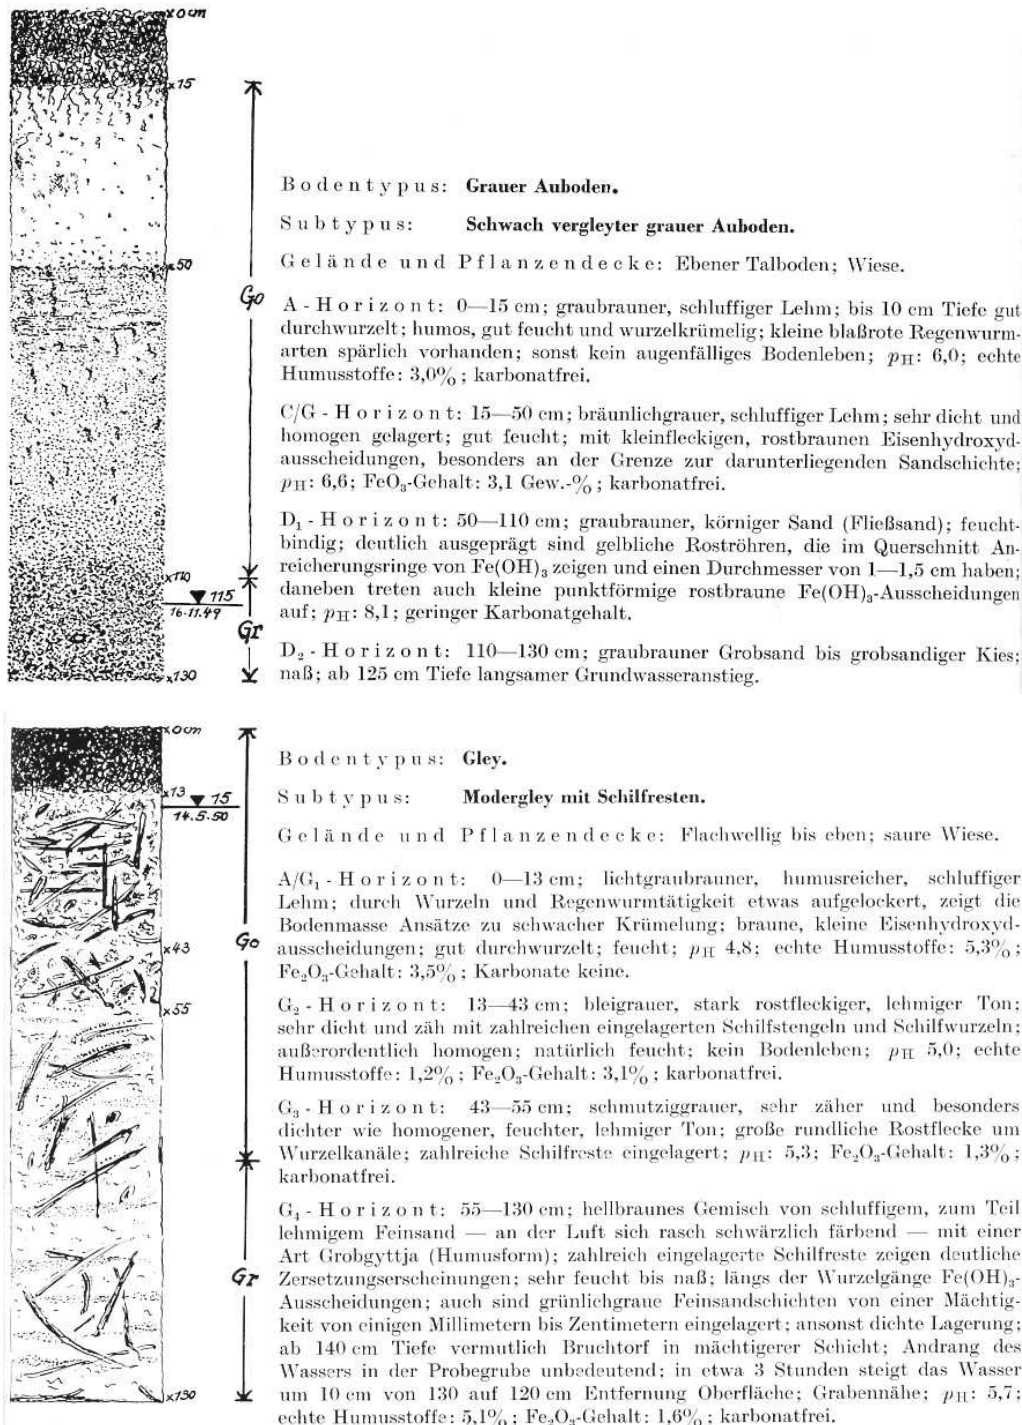 x0cm
x15
x50
Go
x110
▼ 115
16.11.49
Gr
x130
Bodentypus: Grauer Auboden.
Subtypus: Schwach vergleyter grauer Auboden.
Gelände und Pflanzendecke: Ebener Talboden; Wiese.
A-Horizont: 0—15 cm; graubrauner, schluffiger Lehm; bis 10 cm Tiefe gut
durchwurzelt; humos, gut feucht und wurzelkrümelig; kleine blaßrote Regenwurm-
arten spärlich vorhanden; sonst kein augenfälliges Bodenleben; pH: 6,0; echte
Humusstoffe: 3,0%; karbonatfrei.
C/G-Horizont: 15—50 cm; bräunlichgrauer, schluffiger Lehm; sehr dicht und
homogen gelagert; gut feucht; mit kleinfleckigen, rostbraunen Eisenhydroxyd-
ausscheidungen, besonders an der Grenze zur darunterliegenden Sandschichte;
pH: 6,6; FeO₃-Gehalt: 3,1 Gew.-%; karbonatfrei.
D₁-Horizont: 50—110 cm; graubrauner, körniger Sand (Fließsand); feucht-
bindig; deutlich ausgeprägt sind gelbliche Roströhren, die im Querschnitt An-
reicherungsringe von Fe(OH)₃ zeigen und einen Durchmesser von 1—1,5 cm haben;
daneben treten auch kleine punktförmige rostbraune Fe(OH)₃-Ausscheidungen
auf; pH: 8,1; geringer Karbonatgehalt.
D₂-Horizont: 110—130 cm; graubrauner Grobsand bis grobsandiger Kies;
naß; ab 125 cm Tiefe langsamer Grundwasseranstieg.
x0cm
x13
▼ 15
14.5.50
x43
Go
x55
Gr
x130
Bodentypus: Gley.
Subtypus: Modergley mit Schilfresten.
Gelände und Pflanzendecke: Flachwellig bis eben; saure Wiese.
A/G₁-Horizont: 0—13 cm; lichtgraubrauner, humusreicher, schluffiger
Lehm; durch Wurzeln und Regenwurmtätigkeit etwas aufgelockert, zeigt die
Bodenmasse Ansätze zu schwacher Krümelung; braune, kleine Eisenhydroxyd-
ausscheidungen; gut durchwurzelt; feucht; pH 4,8; echte Humusstoffe: 5,3%;
Fe₂O₃-Gehalt: 3,5%; Karbonate keine.
G₂-Horizont: 13—43 cm; bleigrauer, stark rostfleckiger, lehmiger Ton;
sehr dicht und zäh mit zahlreichen eingelagerten Schilfstengeln und Schilfwurzeln;
außerordentlich homogen; natürlich feucht; kein Bodenleben; pH 5,0; echte
Humusstoffe: 1,2%; Fe₂O₃-Gehalt: 3,1%; karbonatfrei.
G₃-Horizont: 43—55 cm; schmutziggrauer, sehr zäher und besonders
dichter wie homogener, feuchter, lehmiger Ton; große rundliche Rostflecke um
Wurzelkanäle; zahlreiche Schilfreste eingelagert; pH: 5,3; Fe₂O₃-Gehalt: 1,3%;
karbonatfrei.
G₄-Horizont: 55—130 cm; hellbraunes Gemisch von schluffigem, zum Teil
lehmigem Feinsand — an der Luft sich rasch schwärzlich färbend — mit einer
Art Grobgyttja (Humusform); zahlreich eingelagerte Schilfreste zeigen deutliche
Zersetzungserscheinungen; sehr feucht bis naß; längs der Wurzelgänge Fe(OH)₃-
Ausscheidungen; auch sind grünlichgraue Feinsandschichten von einer Mächtig-
keit von einigen Millimetern bis Zentimetern eingelagert; ansonst dichte Lagerung;
ab 140 cm Tiefe vermutlich Bruchtorf in mächtigerer Schicht; Andrang des
Wassers in der Probegrube unbedeutend; in etwa 3 Stunden steigt das Wasser
um 10 cm von 130 auf 120 cm Entfernung Oberfläche; Grabennähe; pH: 5,7;
echte Humusstoffe: 5,1%; Fe₂O₃-Gehalt: 1,6%; karbonatfrei.